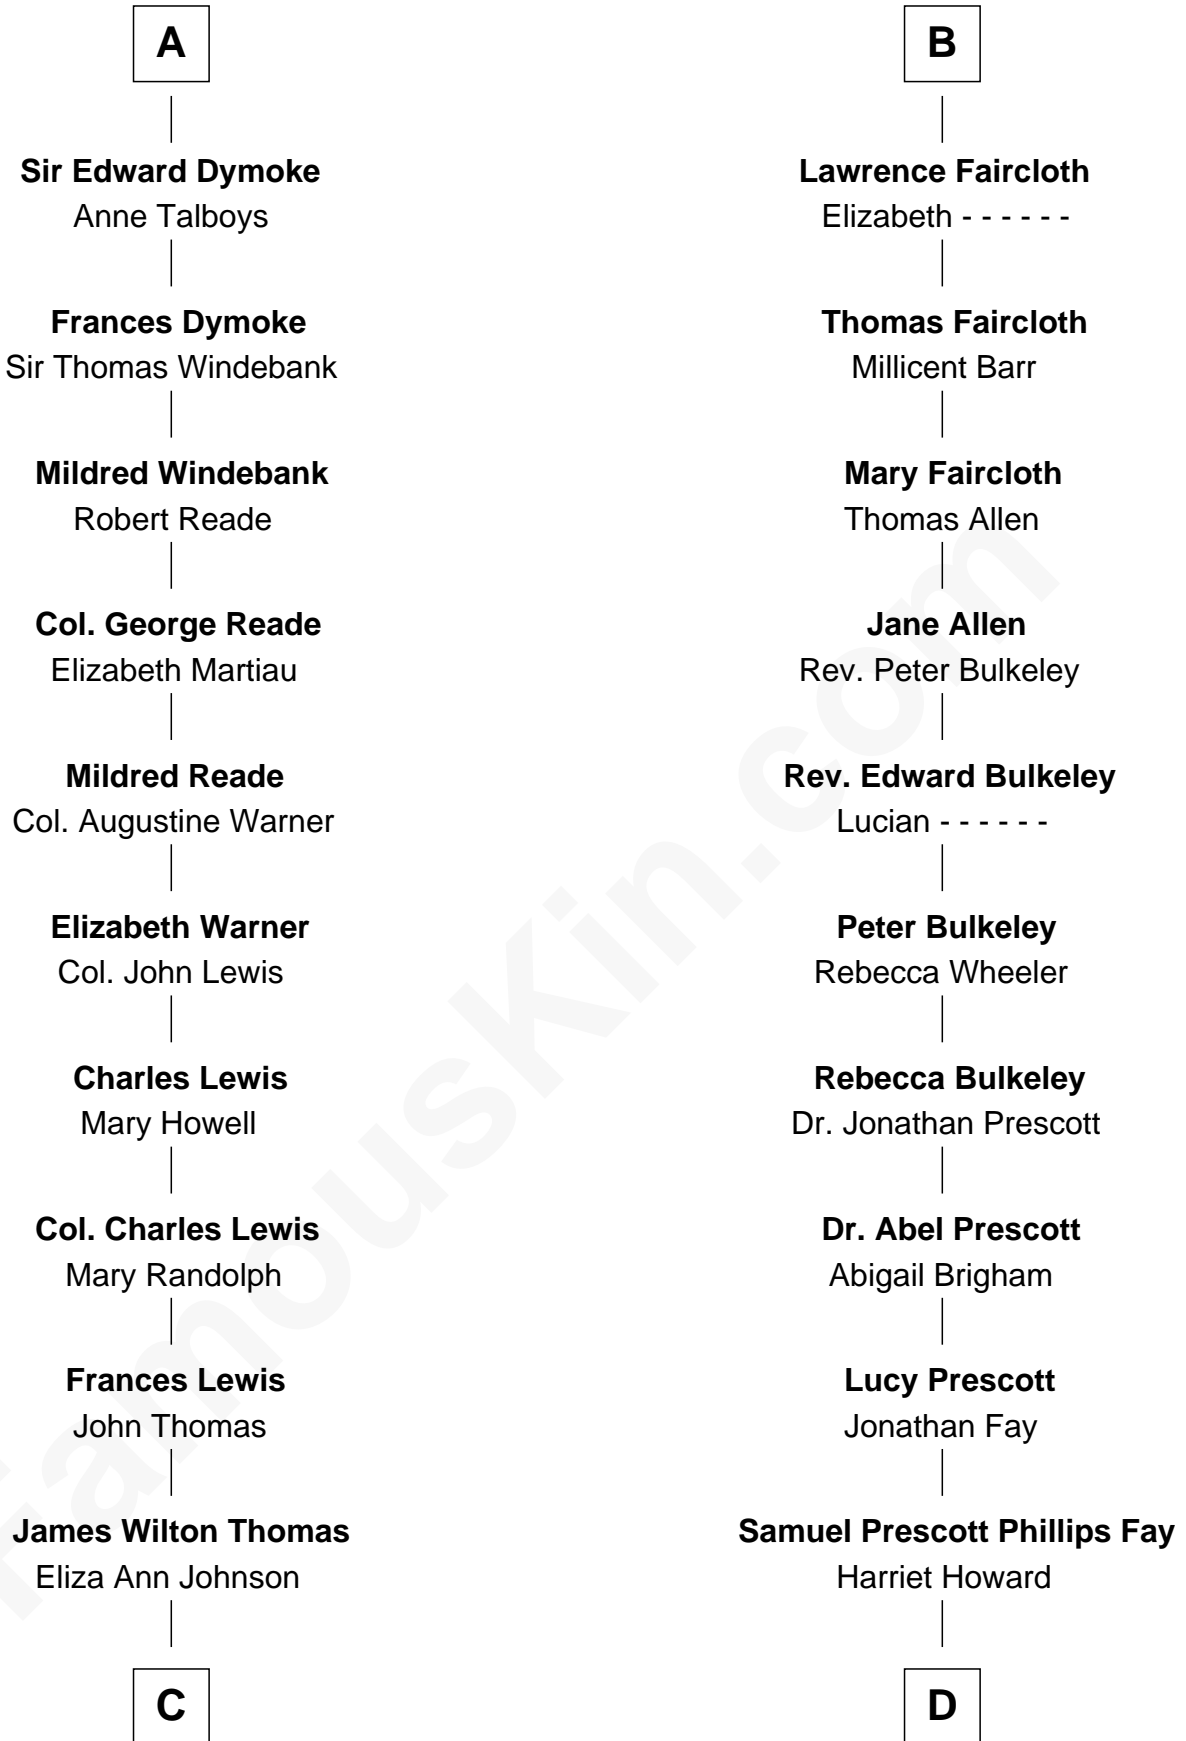 A
Sir Edward Dymoke
Anne Talboys
Frances Dymoke
Sir Thomas Windebank
Mildred Windebank
Robert Reade
Col. George Reade
Elizabeth Martiau
Mildred Reade
Col. Augustine Warner
Elizabeth Warner
Col. John Lewis
Charles Lewis
Mary Howell
Col. Charles Lewis
Mary Randolph
Frances Lewis
John Thomas
James Wilton Thomas
Eliza Ann Johnson
C
B
Lawrence Faircloth
Elizabeth - - - - - -
Thomas Faircloth
Millicent Barr
Mary Faircloth
Thomas Allen
Jane Allen
Rev. Peter Bulkeley
Rev. Edward Bulkeley
Lucian - - - - - -
Peter Bulkeley
Rebecca Wheeler
Rebecca Bulkeley
Dr. Jonathan Prescott
Dr. Abel Prescott
Abigail Brigham
Lucy Prescott
Jonathan Fay
Samuel Prescott Phillips Fay
Harriet Howard
D
FamousKin.com